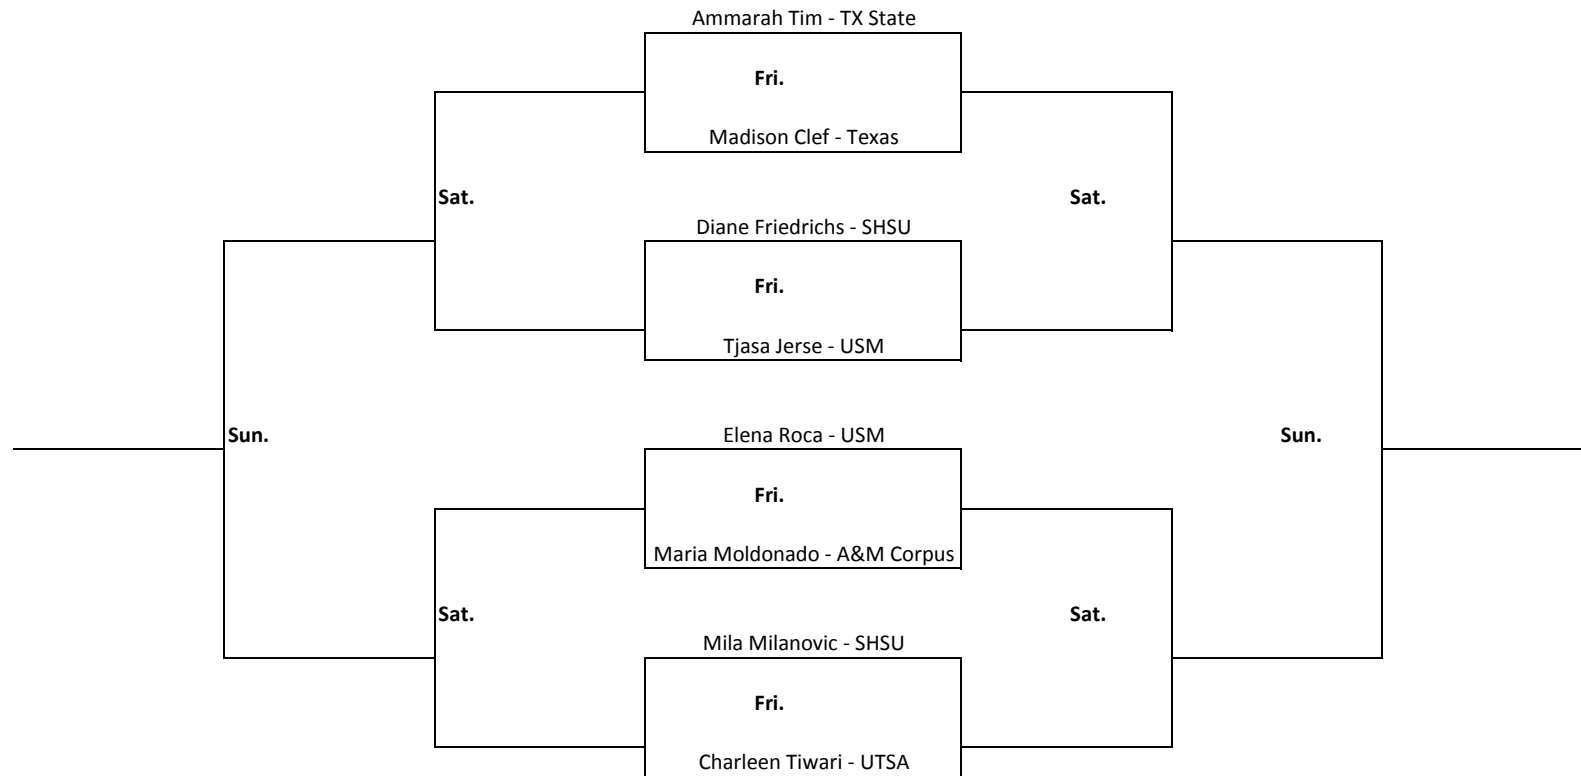 Ammarah Tim - TX State
Fri.
Madison Clef - Texas
Sat.
Sat.
Diane Friedrichs - SHSU
Fri.
Tjasa Jerse - USM
Sun.
Elena Roca - USM
Sun.
Fri.
Maria Moldonado - A&M Corpus
Sat.
Sat.
Mila Milanovic - SHSU
Fri.
Charleen Tiwari - UTSA